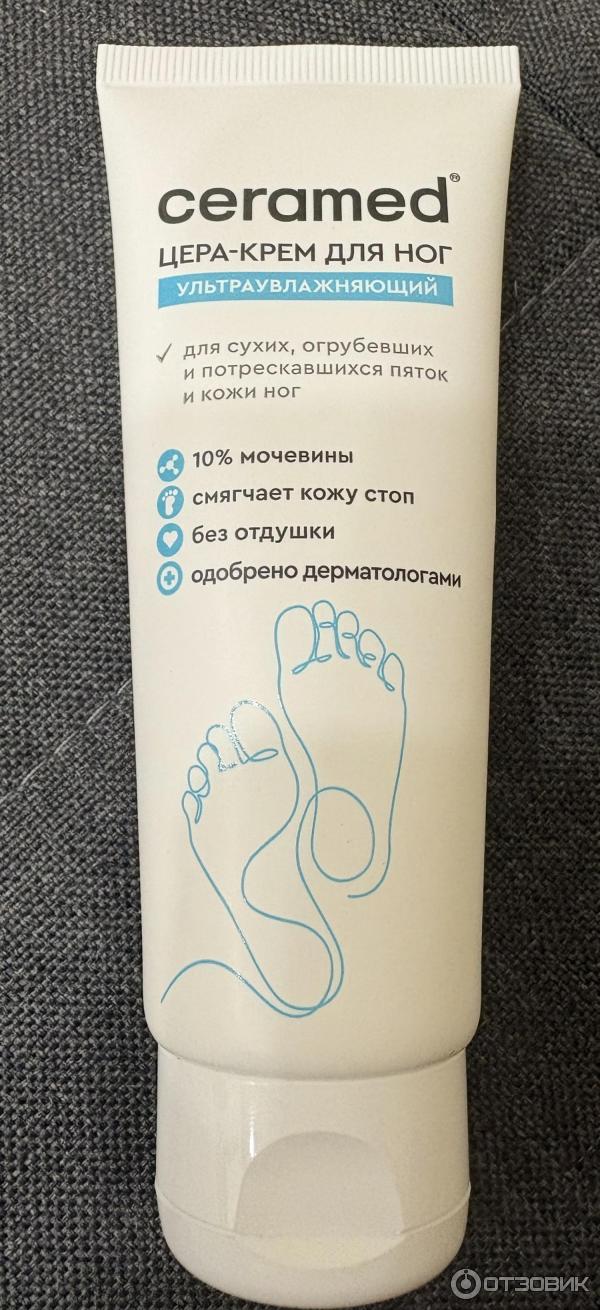 ceramed®
ЦЕРА-КРЕМ ДЛЯ НОГ
УЛЬТРАУВЛАЖНЯЮЩИЙ
для сухих, огрубевших
и потрескавшихся пяток
и кожи ног
10% мочевины
смягчает кожу стоп
без отдушки
одобрено дерматологами
ОТЗОВИК